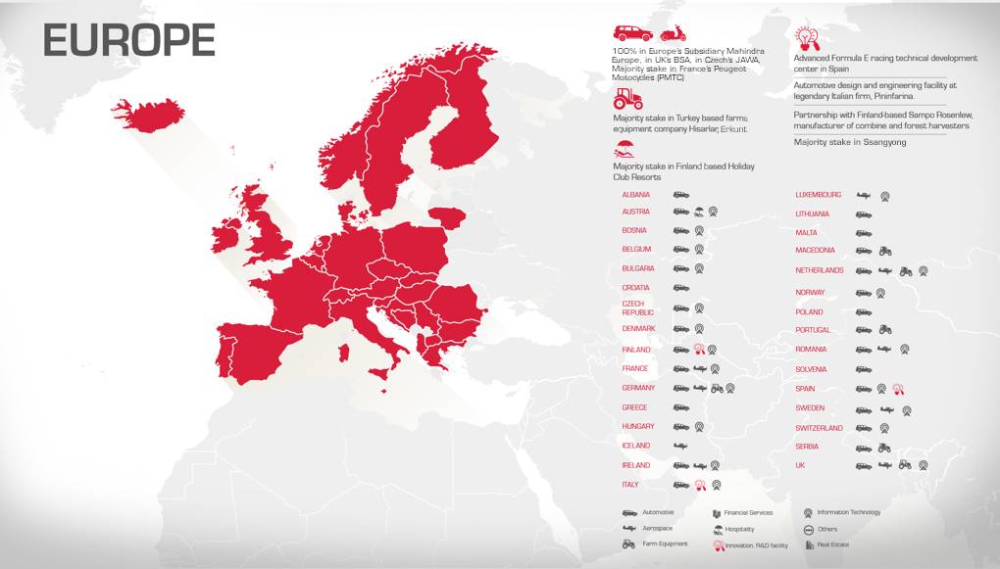 EUROPE
100% in Europe's Subsidiary Mahindra
Europe, in UK's BSA, in Czech's JAWA,
Majority stake in France's Peugeot
Motocycles (PMTC)
Majority stake in Turkey based farms
equipment company Hisarlar, Erkunt
Majority stake in Finland based Holiday
Club Resorts
Advanced Formula E racing technical development
center in Spain
Automotive design and engineering facility at
legendary Italian firm, Pininfarina.
Partnership with Finland-based Sampo Rosenlew,
manufacturer of combine and forest harvesters
Majority stake in Ssangyong
ALBANIA
AUSTRIA
BOSNIA
BELGIUM
BULGARIA
CROATIA
CZECH
REPUBLIC
DENMARK
FINLAND
FRANCE
GERMANY
GREECE
HUNGARY
ICELAND
IRELAND
ITALY
LUXEMBOURG
LITHUANIA
MALTA
MACEDONIA
NETHERLANDS
NORWAY
POLAND
PORTUGAL
ROMANIA
SOLVENIA
SPAIN
SWEDEN
SWITZERLAND
SERBIA
UK
Automotive
Aerospace
Farm Equipment
Financial Services
Hospitality
Innovation, R&D facility
Information Technology
Others
Real Estate